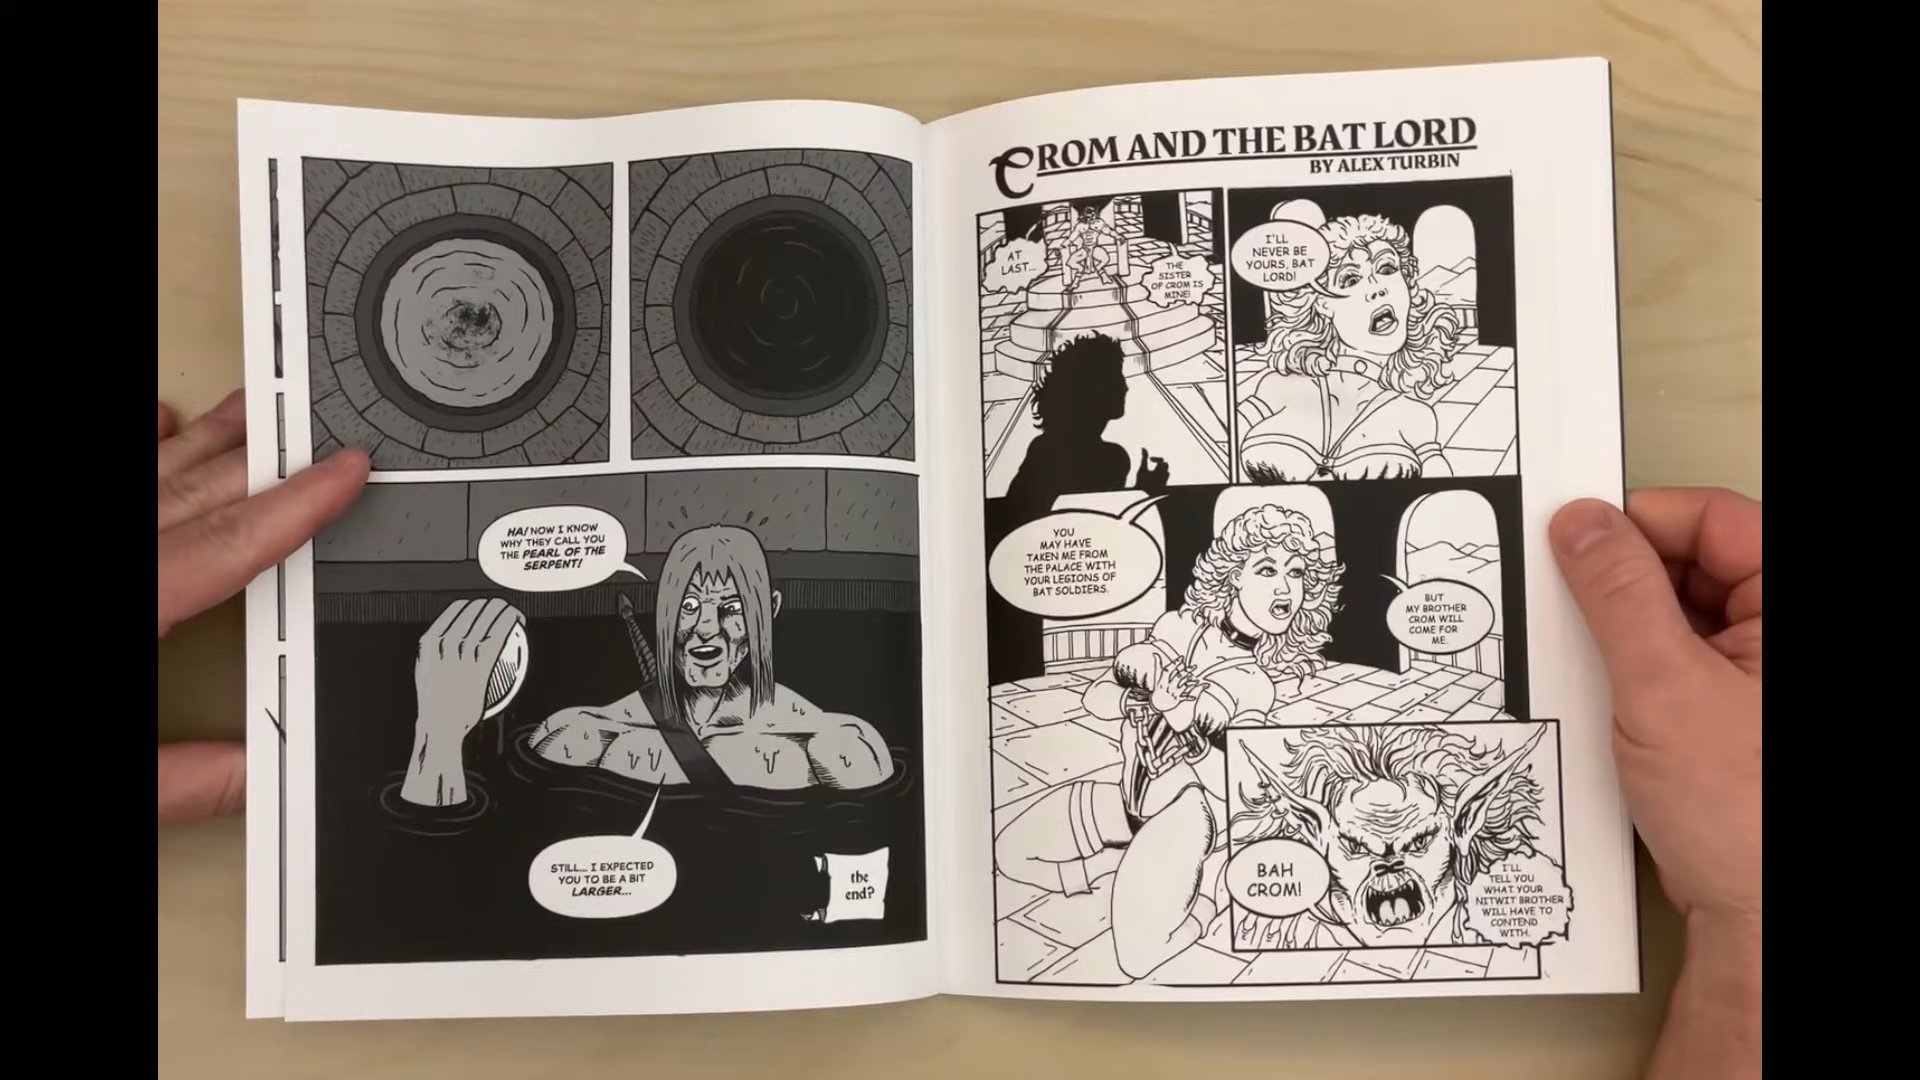 HA! NOW I KNOW
WHY THEY CALL YOU
THE PEARL OF THE
SERPENT!
STILL... I EXPECTED
YOU TO BE A BIT
LARGER...
the
end?
CROM AND THE BAT LORD
BY ALEX TURBIN
AT
LAST...
THE
SISTER
OF CROM IS
MINE!
I'LL
NEVER BE
YOURS, BAT
LORD!
YOU
MAY HAVE
TAKEN ME FROM
THE PALACE WITH
YOUR LEGIONS OF
BAT SOLDIERS.
BUT
MY BROTHER
CROM WILL
COME FOR
ME.
BAH
CROM!
I'LL
TELL YOU
WHAT YOUR
NITWIT BROTHER
WILL HAVE TO
CONTEND
WITH.